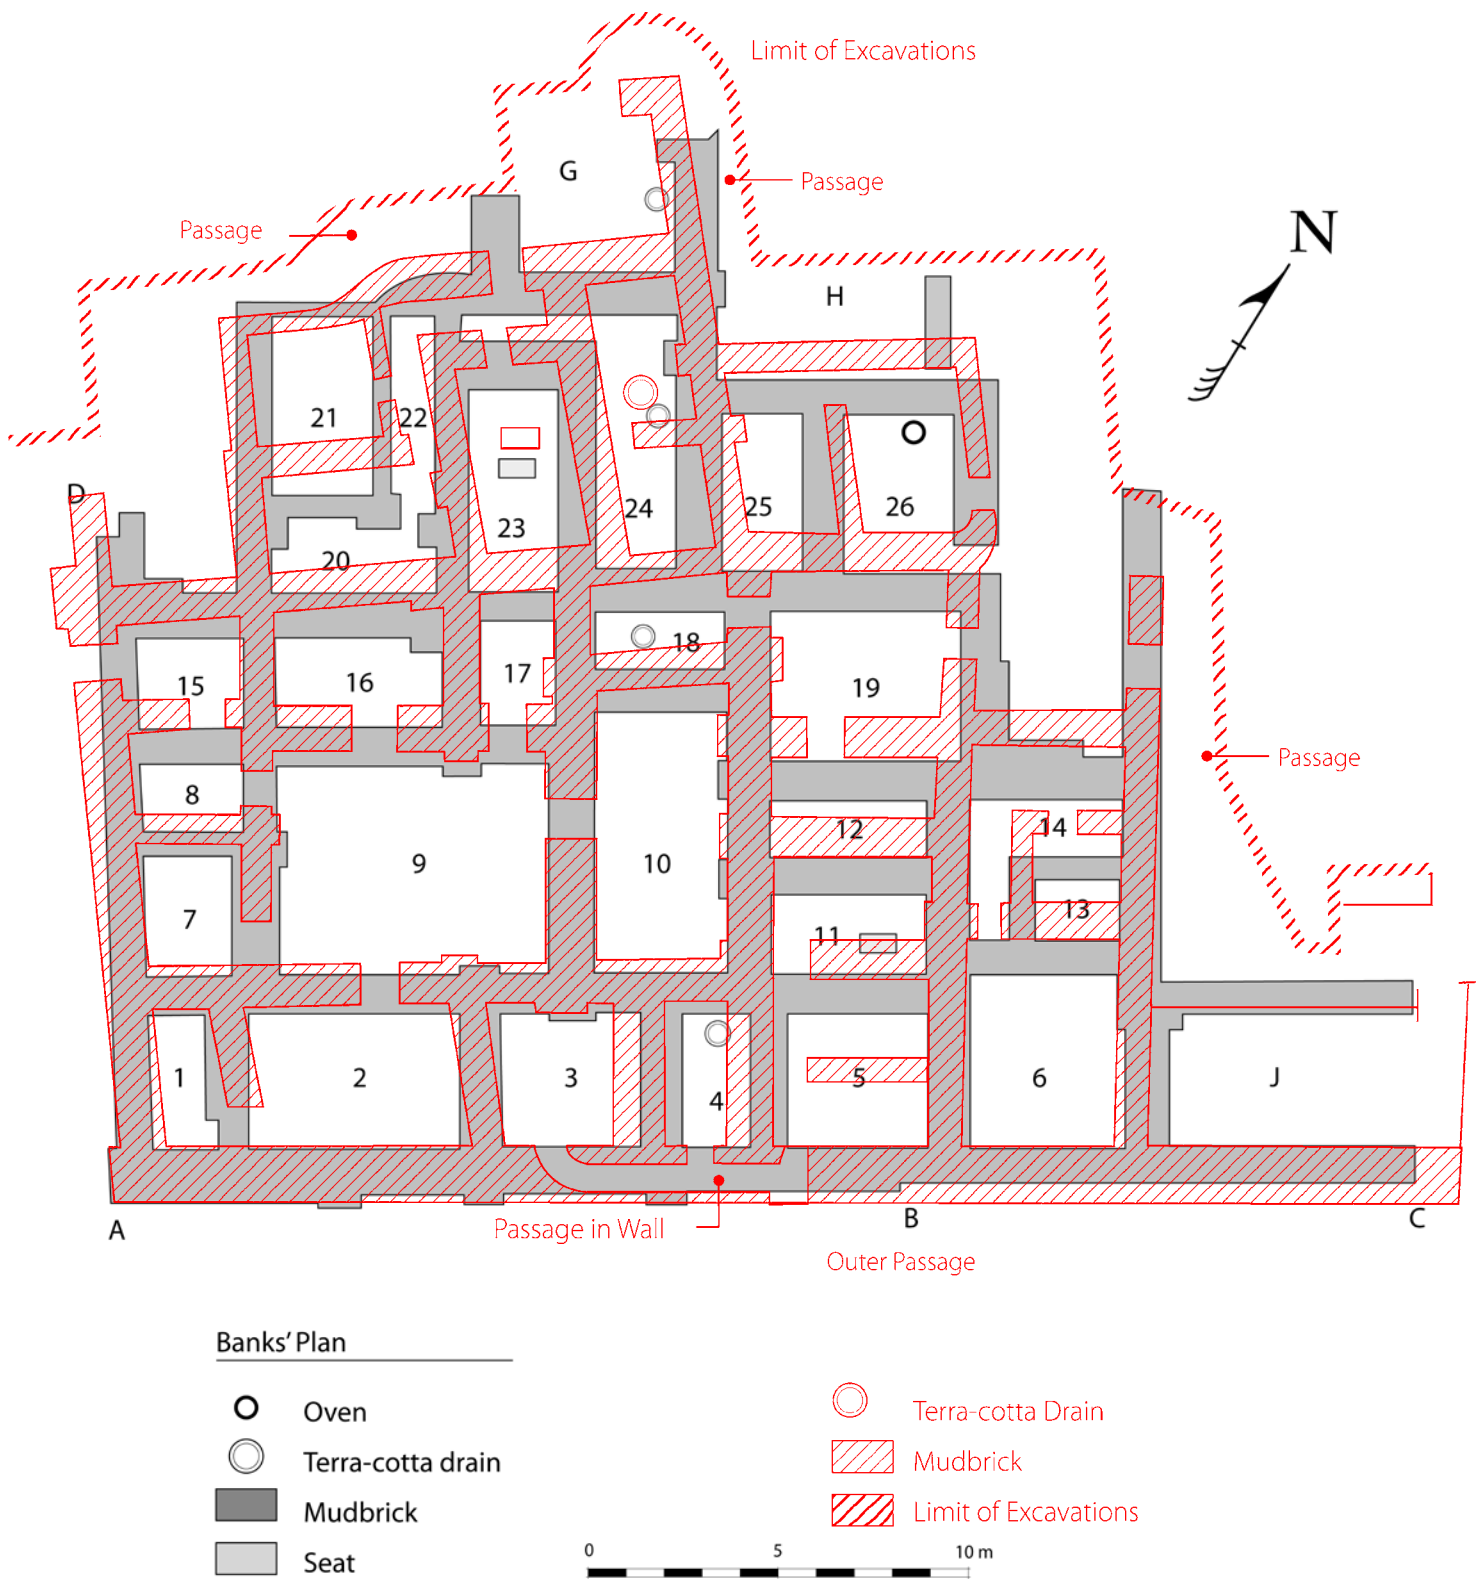 Limit of Excavations
G
Passage
Passage
N
H
21
22
23
24
25
26
D
20
15
16
17
18
19
Passage
8
9
10
12
14
7
11
13
1
2
3
4
5
6
J
A
Passage in Wall
B
C
Outer Passage
Banks' Plan
Oven
Terra-cotta drain
Mudbrick
Seat
Terra-cotta Drain
Mudbrick
Limit of Excavations
0 5 10 m